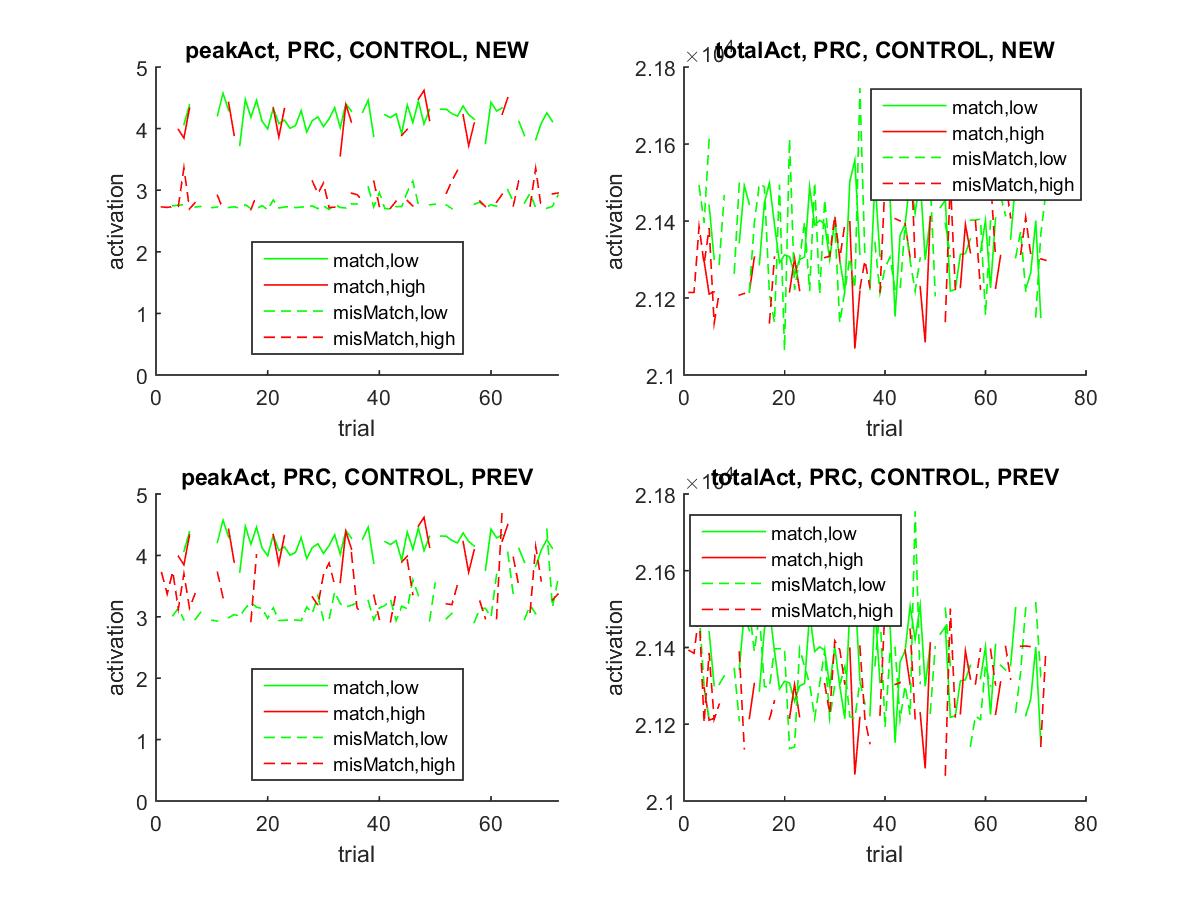 peakAct, PRC, CONTROL, NEW
5
4
3
2
1
0
activation
match,low
match,high
misMatch,low
misMatch,high
0 20 40 60
trial
×10⁴
totalAct, PRC, CONTROL, NEW
2.18
2.16
2.14
2.12
2.1
activation
match,low
match,high
misMatch,low
misMatch,high
0 20 40 60 80
trial
peakAct, PRC, CONTROL, PREV
5
4
3
2
1
0
activation
match,low
match,high
misMatch,low
misMatch,high
0 20 40 60
trial
×10⁴
totalAct, PRC, CONTROL, PREV
2.18
2.16
2.14
2.12
2.1
activation
match,low
match,high
misMatch,low
misMatch,high
0 20 40 60 80
trial